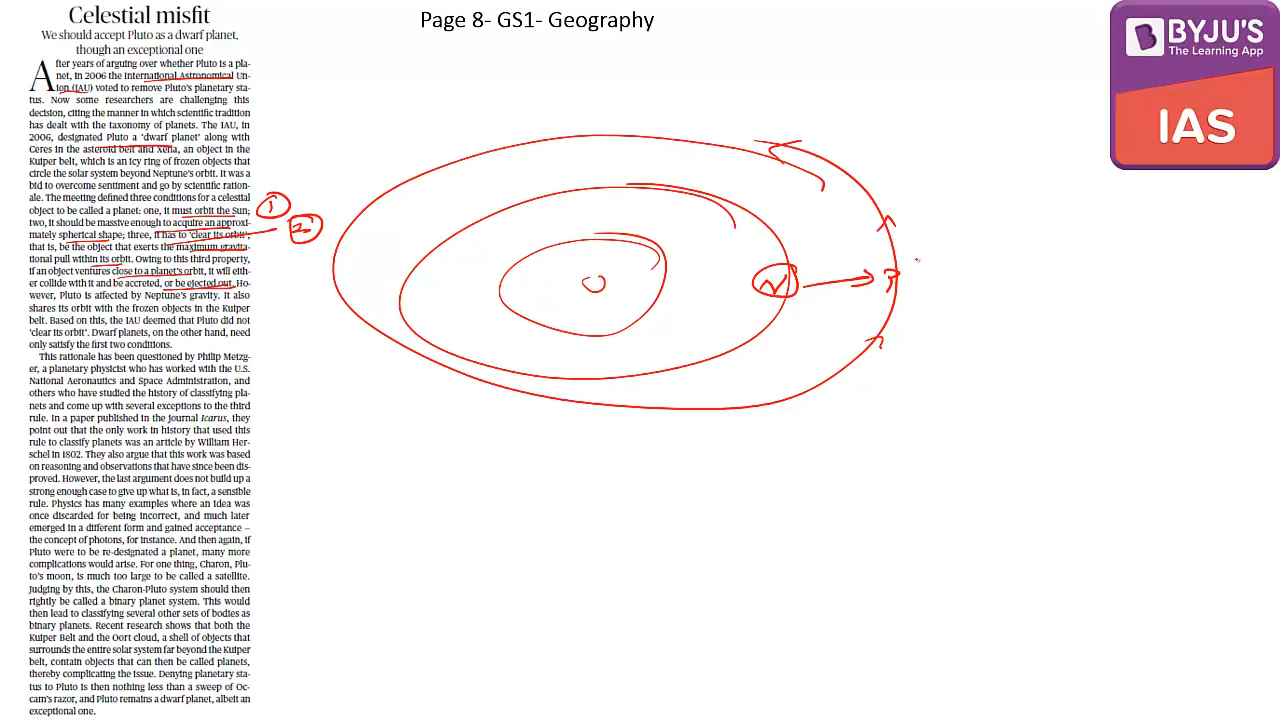 Celestial misfit
We should accept Pluto as a dwarf planet,
though an exceptional one
After years of arguing over whether Pluto is a pla-
net, in 2006 the International Astronomical Un-
ion (IAU) voted to remove Pluto's planetary sta-
tus. Now some researchers are challenging this
decision, citing the manner in which scientific tradition
has dealt with the taxonomy of planets. The IAU, in
2006, designated Pluto a 'dwarf planet' along with
Ceres in the asteroid belt and Xena, an object in the
Kuiper belt, which is an icy ring of frozen objects that
circle the solar system beyond Neptune's orbit. It was a
bid to overcome sentiment and go by scientific ration-
ale. The meeting defined three conditions for a celestial
object to be called a planet: one, it must orbit the Sun;
two, it should be massive enough to acquire an approxi-
mately spherical shape; three, it has to 'clear its orbit',
that is, be the object that exerts the maximum gravita-
tional pull within its orbit. Owing to this third property,
if an object ventures close to a planet's orbit, it will eith-
er collide with it and be accreted, or be ejected out. Ho-
wever, Pluto is affected by Neptune's gravity. It also
shares its orbit with the frozen objects in the Kuiper
belt. Based on this, the IAU deemed that Pluto did not
'clear its orbit'. Dwarf planets, on the other hand, need
only satisfy the first two conditions.
This rationale has been questioned by Philip Metzg-
er, a planetary physicist who has worked with the U.S.
National Aeronautics and Space Administration, and
others who have studied the history of classifying pla-
nets and come up with several exceptions to the third
rule. In a paper published in the journal Icarus, they
point out that the only work in history that used this
rule to classify planets was an article by William Her-
schel in 1802. They also argue that this work was based
on reasoning and observations that have since been dis-
proved. However, the last argument does not build up a
strong enough case to give up what is, in fact, a sensible
rule. Physics has many examples where an idea was
once discarded for being incorrect, and much later
emerged in a different form and gained acceptance –
the concept of photons, for instance. And then again, if
Pluto were to be re-designated a planet, many more
complications would arise. For one thing, Charon, Plu-
to's moon, is much too large to be called a satellite.
Judging by this, the Charon-Pluto system should then
rightly be called a binary planet system. This would
then lead to classifying several other sets of bodies as
binary planets. Recent research shows that both the
Kuiper Belt and the Oort cloud, a shell of objects that
surrounds the entire solar system far beyond the Kuiper
belt, contain objects that can then be called planets,
thereby complicating the issue. Denying planetary sta-
tus to Pluto is then nothing less than a sweep of Oc-
cam's razor, and Pluto remains a dwarf planet, albeit an
exceptional one.
Page 8- GS1- Geography
1
2
N
P
BYJU'S
The Learning App
IAS